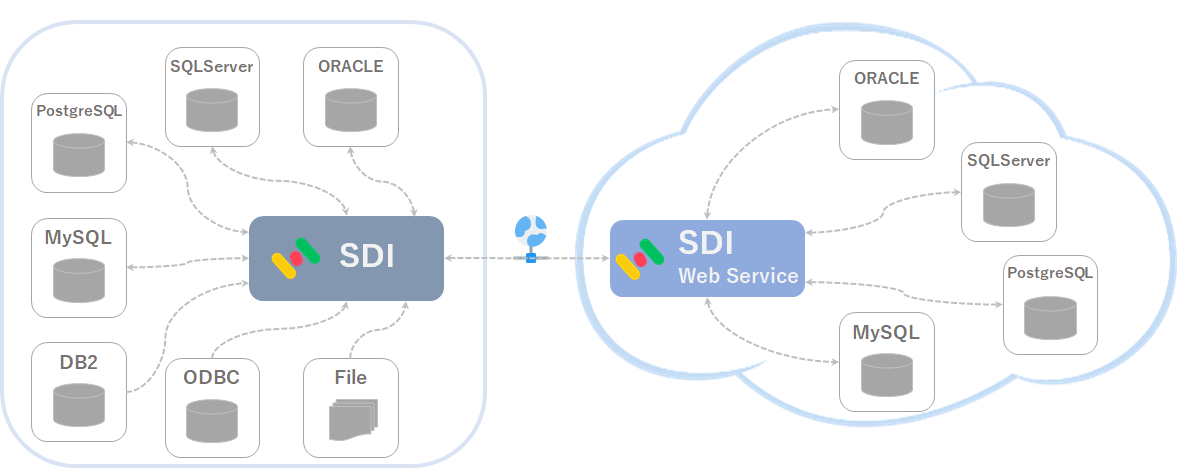 SQLServer
ORACLE
PostgreSQL
MySQL
SDI
DB2
ODBC
File
ORACLE
SQLServer
SDI
Web Service
PostgreSQL
MySQL